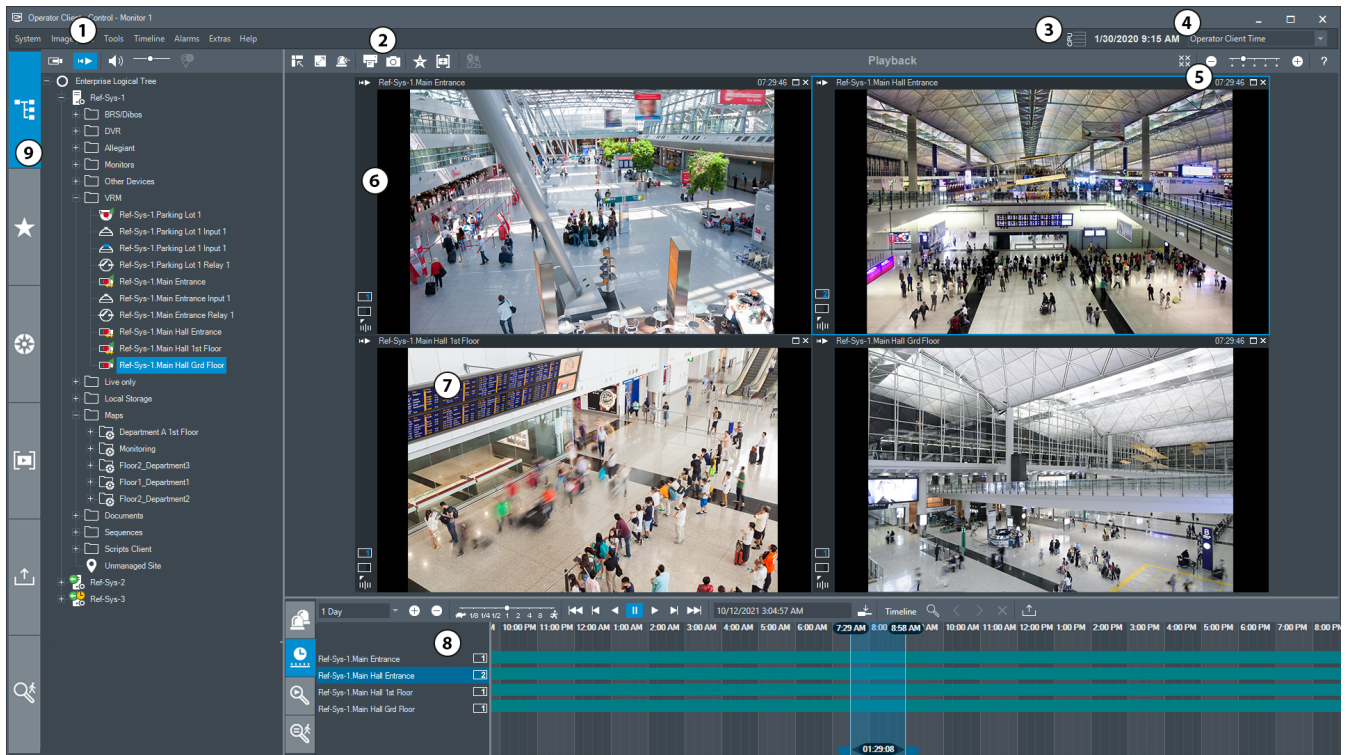 Operator Client - Control - Monitor 1
1
2
3
4
System Image Tools Timeline Alarms Extras Help
1/30/2020 9:15 AM Operator Client Time
Playback
?
5
Enterprise Logical Tree
Ref-Sys-1
BRS/Dibos
DVR
Allegiant
Monitors
Other Devices
VRM
Ref-Sys-1.Parking Lot 1
Ref-Sys-1.Parking Lot 1 Input 1
Ref-Sys-1.Parking Lot 1 Input 1
Ref-Sys-1.Parking Lot 1 Relay 1
Ref-Sys-1.Main Entrance
Ref-Sys-1.Main Entrance Input 1
Ref-Sys-1.Main Entrance Relay 1
Ref-Sys-1.Main Hall Entrance
Ref-Sys-1.Main Hall 1st Floor
Ref-Sys-1.Main Hall Grd Floor
Live only
Local Storage
Maps
Department A 1st Floor
Monitoring
Floor2_Department3
Floor1_Department1
Floor2_Department2
Documents
Sequences
Scripts Client
Unmanaged Site
Ref-Sys-2
Ref-Sys-3
9
Ref-Sys-1.Main Entrance 07:29:46
6
1
Ref-Sys-1.Main Hall Entrance 07:29:46
2
Ref-Sys-1.Main Hall 1st Floor
7
1
Ref-Sys-1.Main Hall Grd Floor 07:29:46
B
1
1 Day
1/8 1/4 1/2 1 2 4 8
10/12/2021 3:04:57 AM
Timeline
8
10:00 PM 11:00 PM 12:00 AM 1:00 AM 2:00 AM 3:00 AM 4:00 AM 5:00 AM 6:00 AM 7:29 AM 8:00 8:58 AM AM 10:00 AM 11:00 AM 12:00 PM 1:00 PM 2:00 PM 3:00 PM 4:00 PM 5:00 PM 6:00 PM 7:00 PM 8:00 PM
Ref-Sys-1.Main Entrance 1
Ref-Sys-1.Main Hall Entrance 2
Ref-Sys-1.Main Hall 1st Floor 1
Ref-Sys-1.Main Hall Grd Floor 1
01:29:08